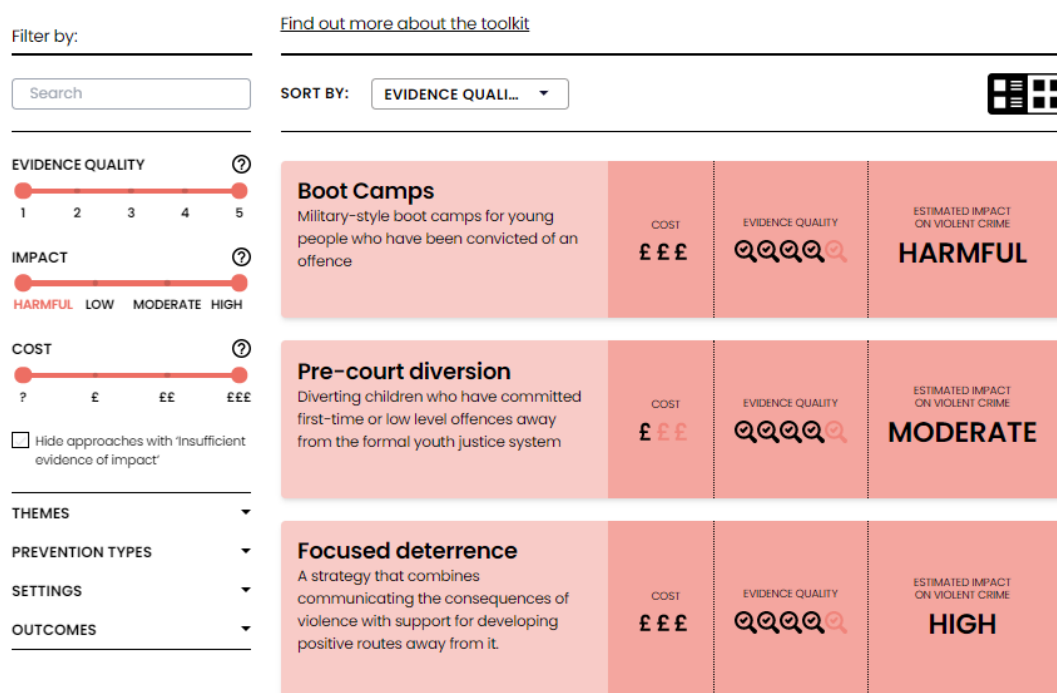 Filter by:
Search
EVIDENCE QUALITY ?
1 2 3 4 5
IMPACT ?
HARMFUL LOW MODERATE HIGH
COST ?
? £ ££ £££
Hide approaches with 'Insufficient
evidence of impact'
THEMES
PREVENTION TYPES
SETTINGS
OUTCOMES
Find out more about the toolkit
SORT BY: EVIDENCE QUALI...
Boot Camps
Military-style boot camps for young
people who have been convicted of an
offence
COST
£££
EVIDENCE QUALITY
ESTIMATED IMPACT
ON VIOLENT CRIME
HARMFUL
Pre-court diversion
Diverting children who have committed
first-time or low level offences away
from the formal youth justice system
COST
£££
EVIDENCE QUALITY
ESTIMATED IMPACT
ON VIOLENT CRIME
MODERATE
Focused deterrence
A strategy that combines
communicating the consequences of
violence with support for developing
positive routes away from it.
COST
£££
EVIDENCE QUALITY
ESTIMATED IMPACT
ON VIOLENT CRIME
HIGH